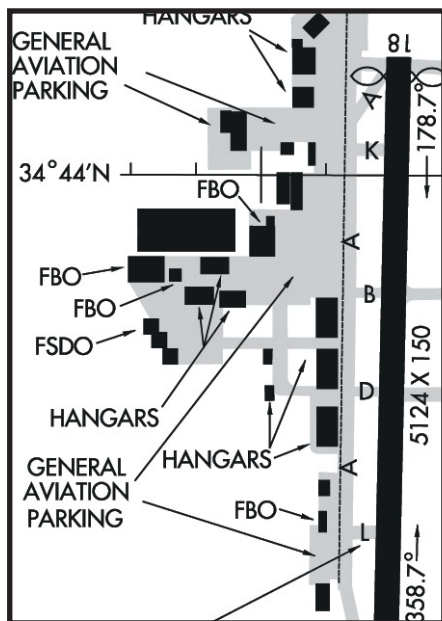 HANGARS
GENERAL
AVIATION
PARKING
18
178.7°
A
K
34°44'N
FBO
A
FBO
FBO
B
FSDO
5124 X 150
D
HANGARS
HANGARS
GENERAL
AVIATION
PARKING
A
FBO
L
358.7°